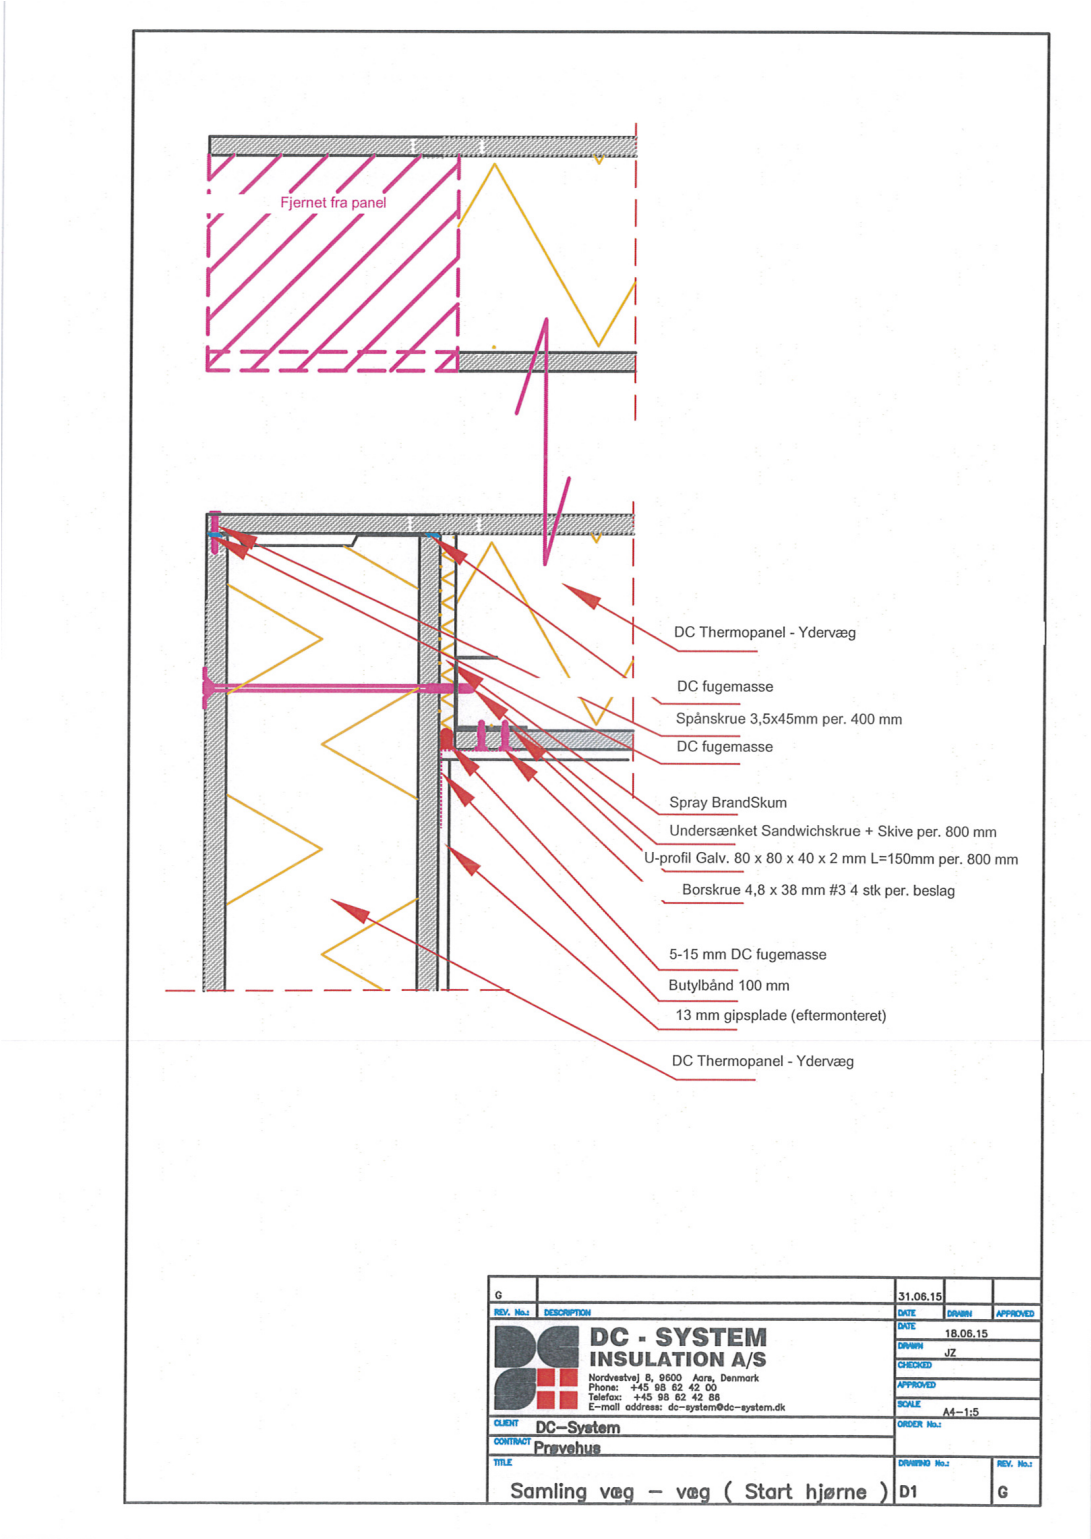 Fjernet fra panel
DC Thermopanel - Ydervæg
DC fugemasse
Spånskrue 3,5x45mm per. 400 mm
DC fugemasse
Spray BrandSkum
Undersænket Sandwichskrue + Skive per. 800 mm
U-profil Galv. 80 x 80 x 40 x 2 mm L=150mm per. 800 mm
Borskrue 4,8 x 38 mm #3 4 stk per. beslag
5-15 mm DC fugemasse
Butylbånd 100 mm
13 mm gipsplade (eftermonteret)
DC Thermopanel - Ydervæg
G 31.06.15
REV. No.: DESCRIPTION DATE DRAWN APPROVED
DC - SYSTEM
INSULATION A/S
Nordvestvej 8, 9600 Aars, Denmark
Phone: +45 98 62 42 00
Telefax: +45 98 62 42 88
E-mail address: dc-system@dc-system.dk
DATE 18.06.15
DRAWN JZ
CHECKED
APPROVED
SCALE A4-1:5
CLIENT DC-System
ORDER No.:
CONTRACT Prøvehus
TITLE
Samling væg - væg ( Start hjørne )
DRAWING No.:
D1
REV. No.:
G